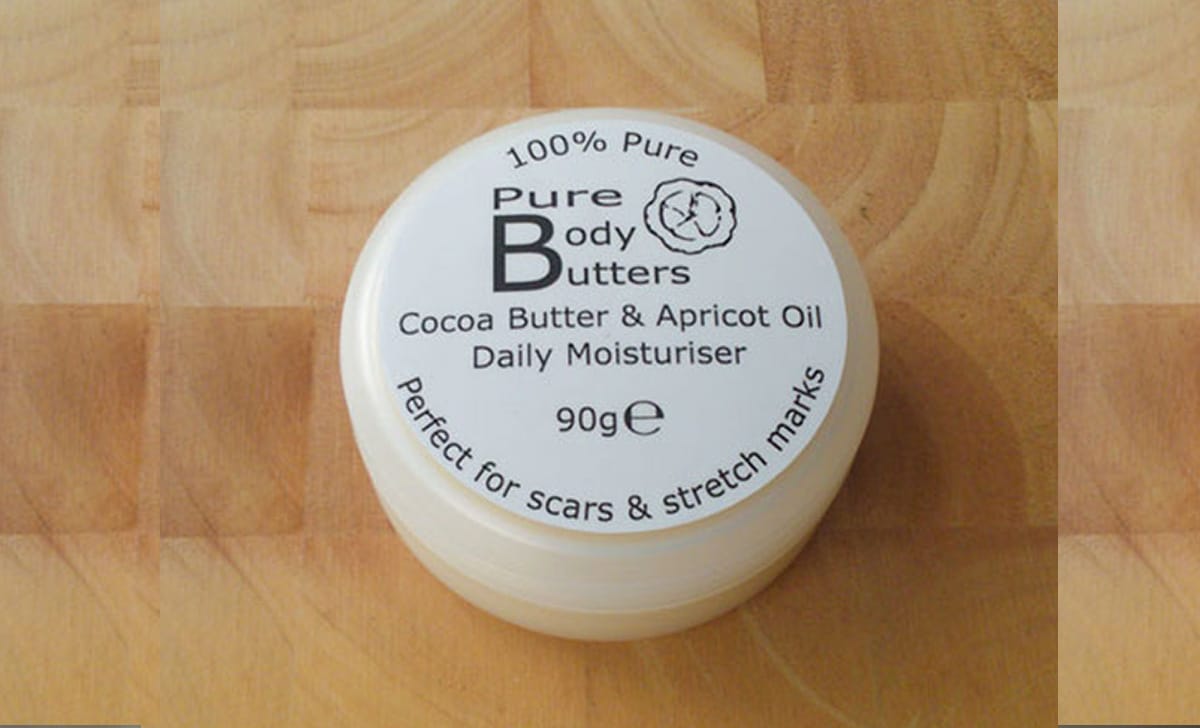 100% Pure
Pure
Body
Butters
Cocoa Butter & Apricot Oil
Daily Moisturiser
90g℮
Perfect for scars & stretch marks